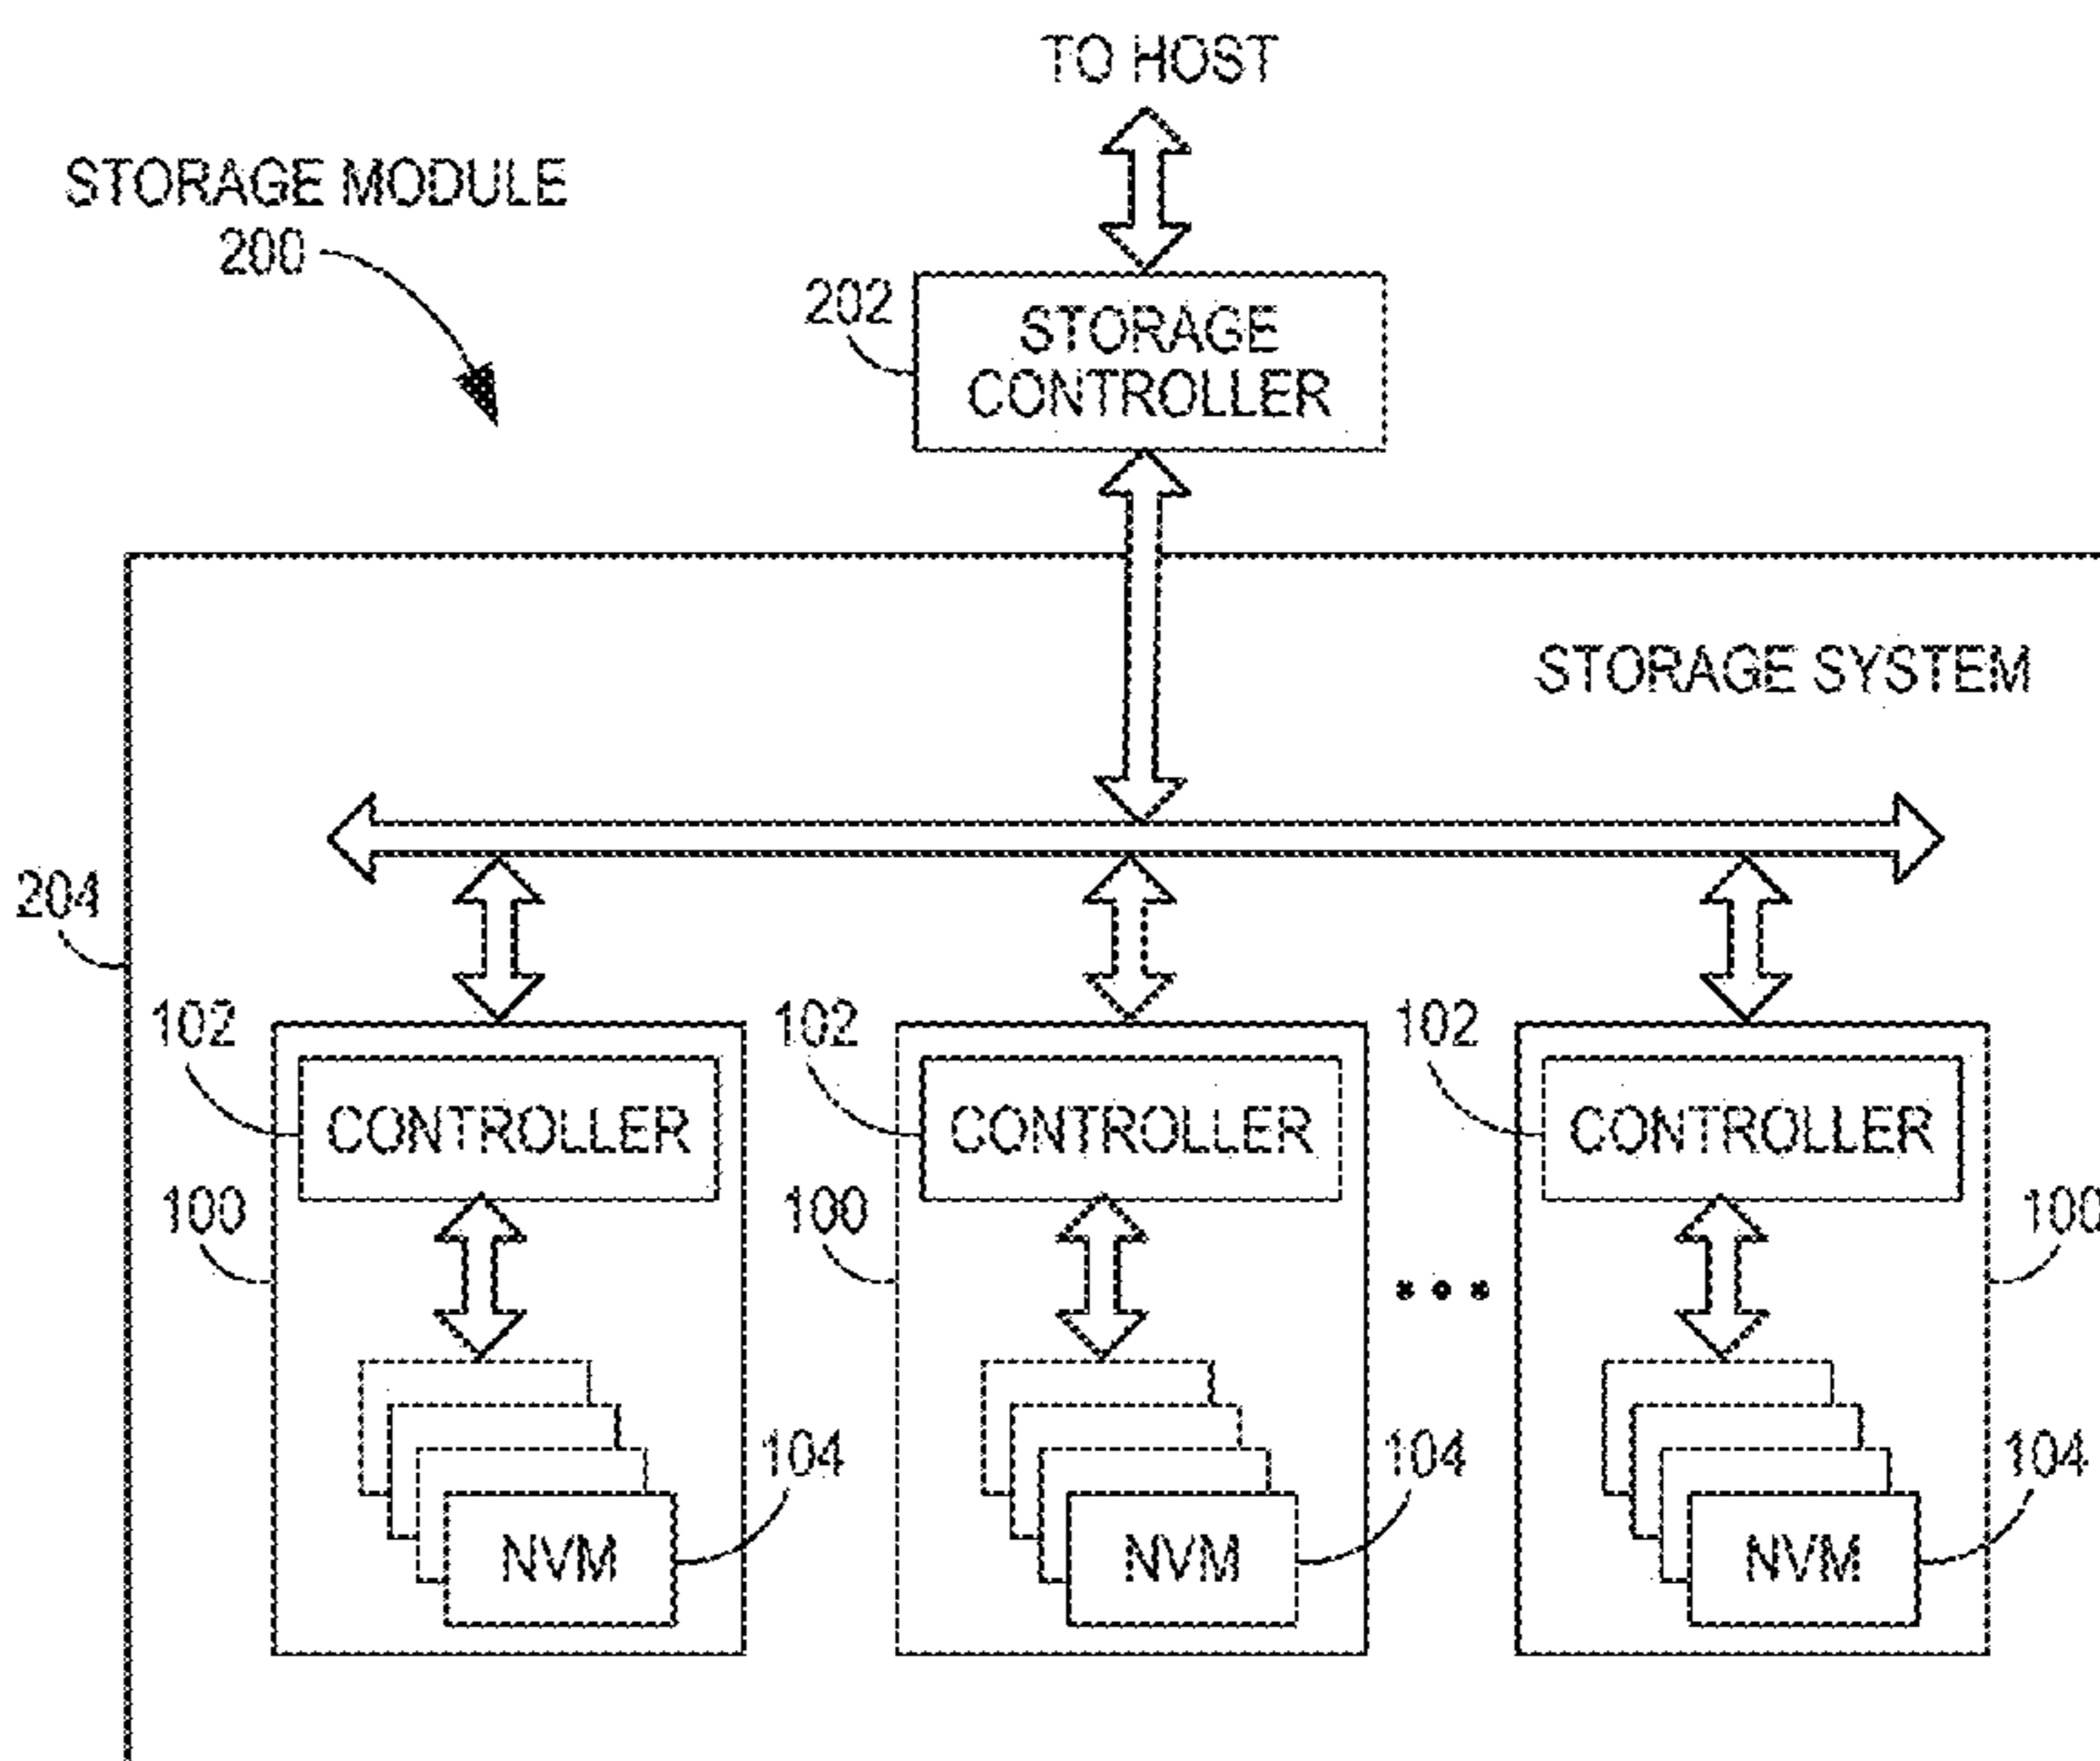 TO HOST
STORAGE MODULE
200
202
STORAGE
CONTROLLER
STORAGE SYSTEM
204
102
102
102
CONTROLLER
CONTROLLER
CONTROLLER
100
100
100
104
104
104
NVM
NVM
NVM